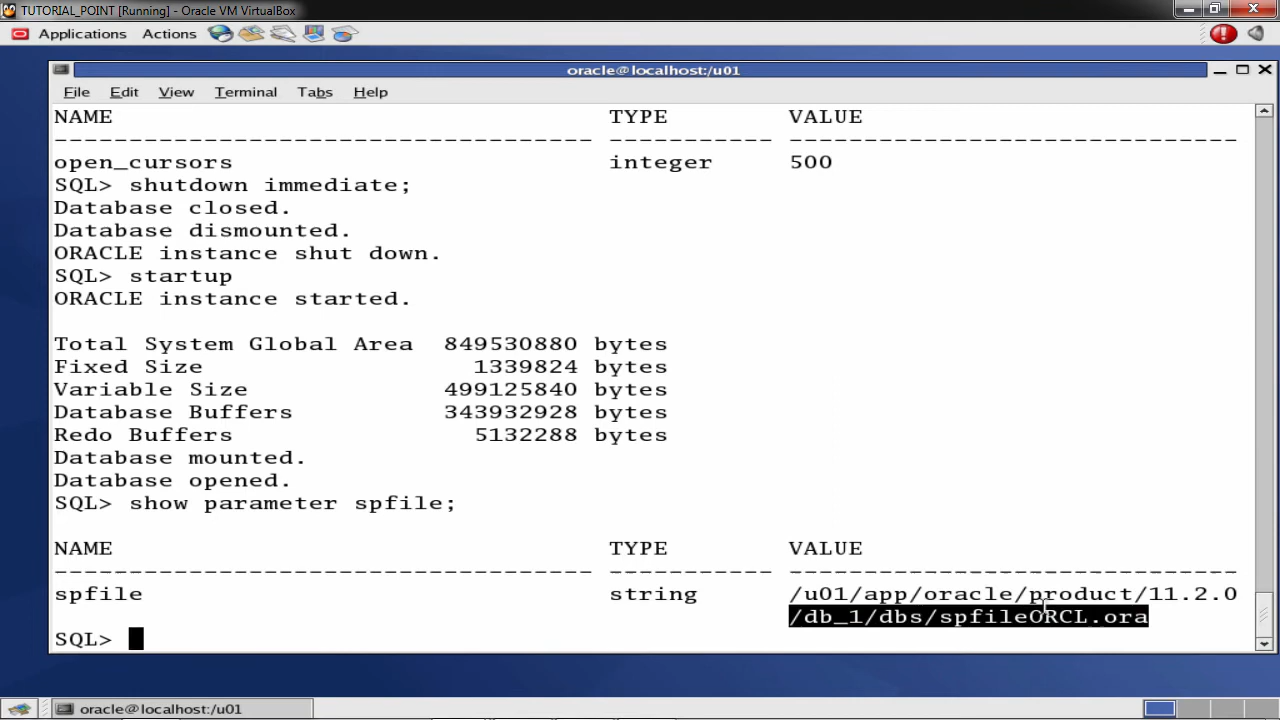 TUTORIAL_POINT [Running] - Oracle VM VirtualBox
Applications Actions
oracle@localhost:/u01
File Edit View Terminal Tabs Help
NAME TYPE VALUE
------------------------------------ ----------- ------------------------------
open_cursors integer 500
SQL> shutdown immediate;
Database closed.
Database dismounted.
ORACLE instance shut down.
SQL> startup
ORACLE instance started.
Total System Global Area 849530880 bytes
Fixed Size 1339824 bytes
Variable Size 499125840 bytes
Database Buffers 343932928 bytes
Redo Buffers 5132288 bytes
Database mounted.
Database opened.
SQL> show parameter spfile;
NAME TYPE VALUE
------------------------------------ ----------- ------------------------------
spfile string /u01/app/oracle/product/11.2.0
/db_1/dbs/spfileORCL.ora
SQL>
oracle@localhost:/u01